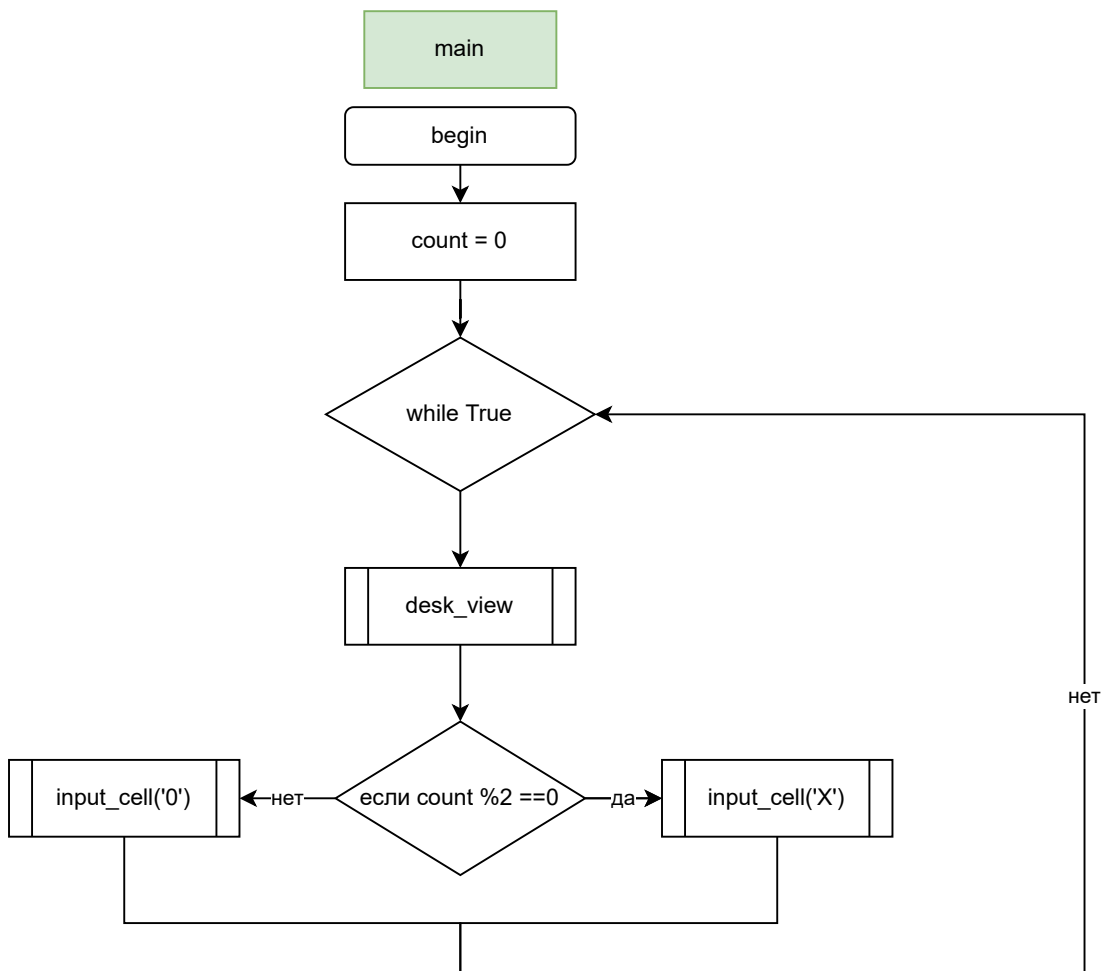 main
begin
count = 0
while True
desk_view
нет
input_cell('0')
нет
если count %2 ==0
да
input_cell('X')